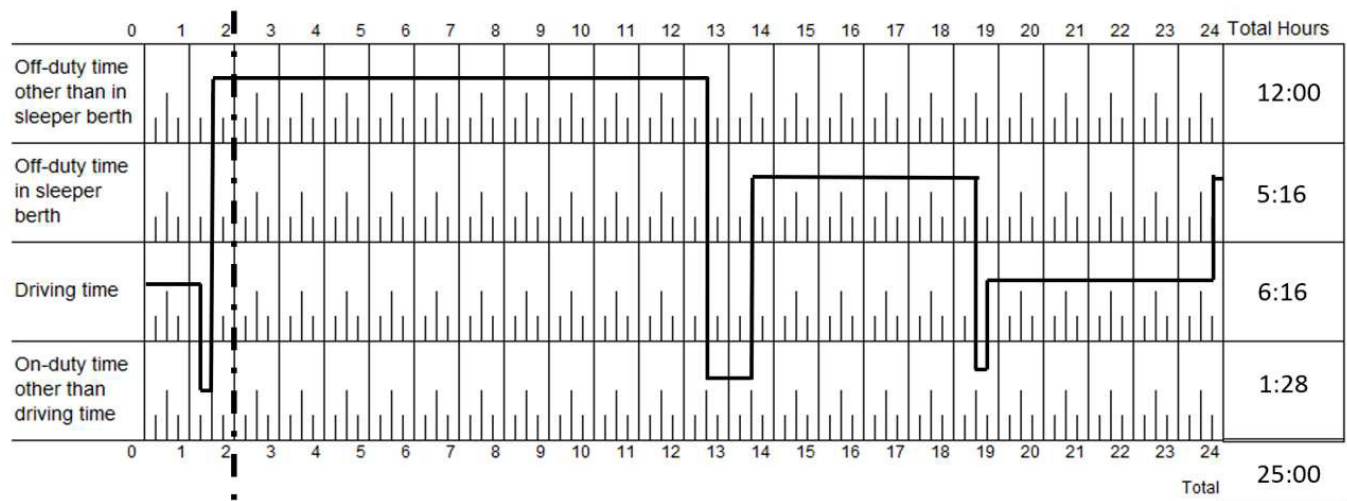 0 1 2 3 4 5 6 7 8 9 10 11 12 13 14 15 16 17 18 19 20 21 22 23 24 Total Hours
Off-duty time
other than in
sleeper berth
12:00
Off-duty time
in sleeper
berth
5:16
Driving time
6:16
On-duty time
other than
driving time
1:28
0 1 2 3 4 5 6 7 8 9 10 11 12 13 14 15 16 17 18 19 20 21 22 23 24
Total 25:00